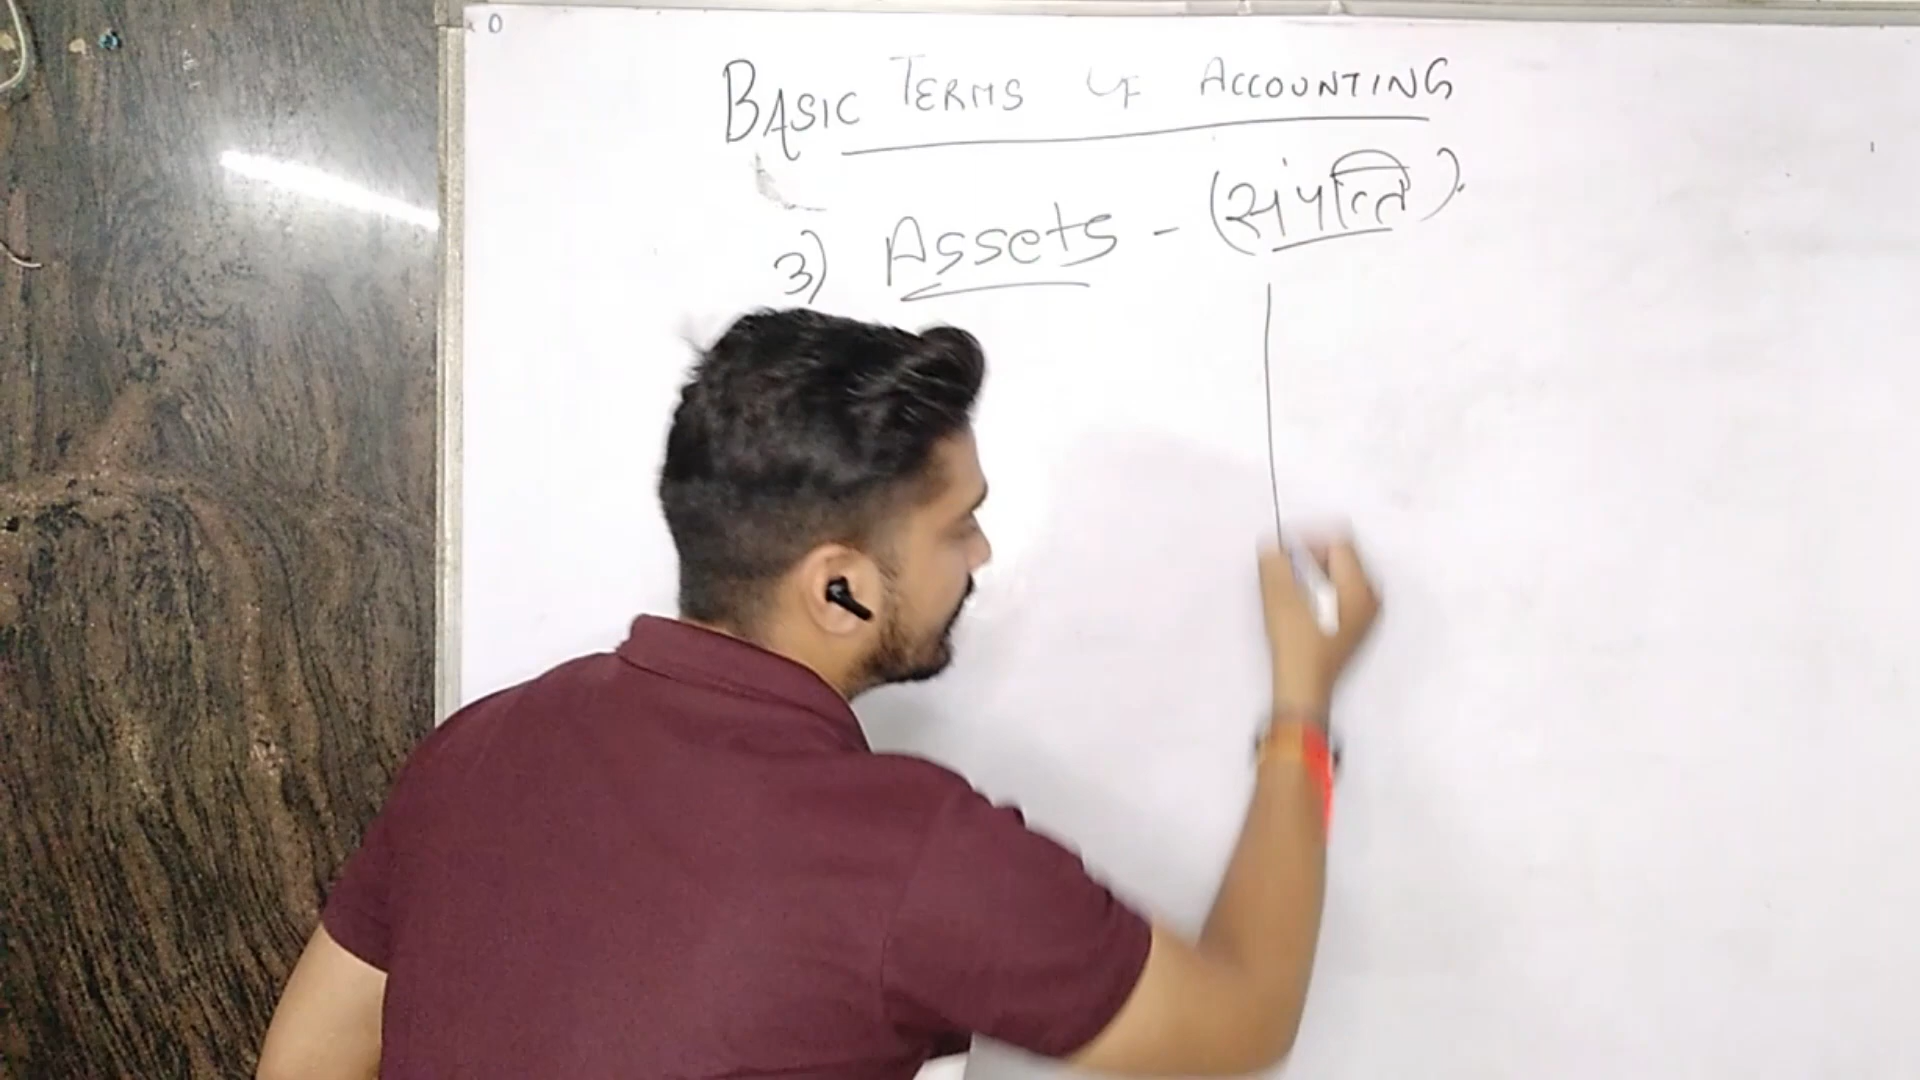 BASIC TERMS OF ACCOUNTING
3) Assets - (संपत्ति).